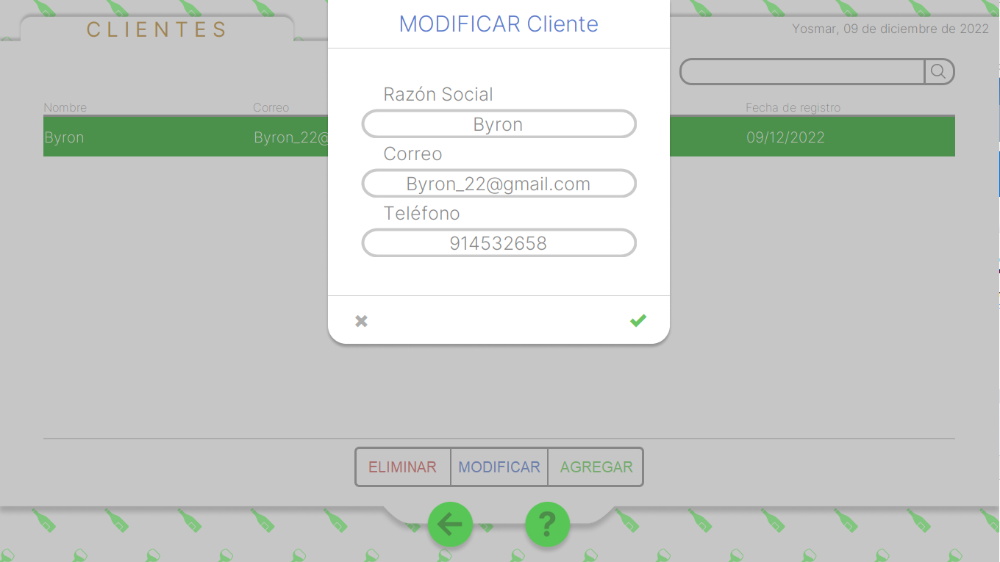 MODIFICAR Cliente
CLIENTES
Yosmar, 09 de diciembre de 2022
Razón Social
Byron
Correo
Byron_22@gmail.com
Teléfono
914532658
Nombre
Correo
Fecha de registro
Byron
Byron_22@
09/12/2022
ELIMINAR
MODIFICAR
AGREGAR
?